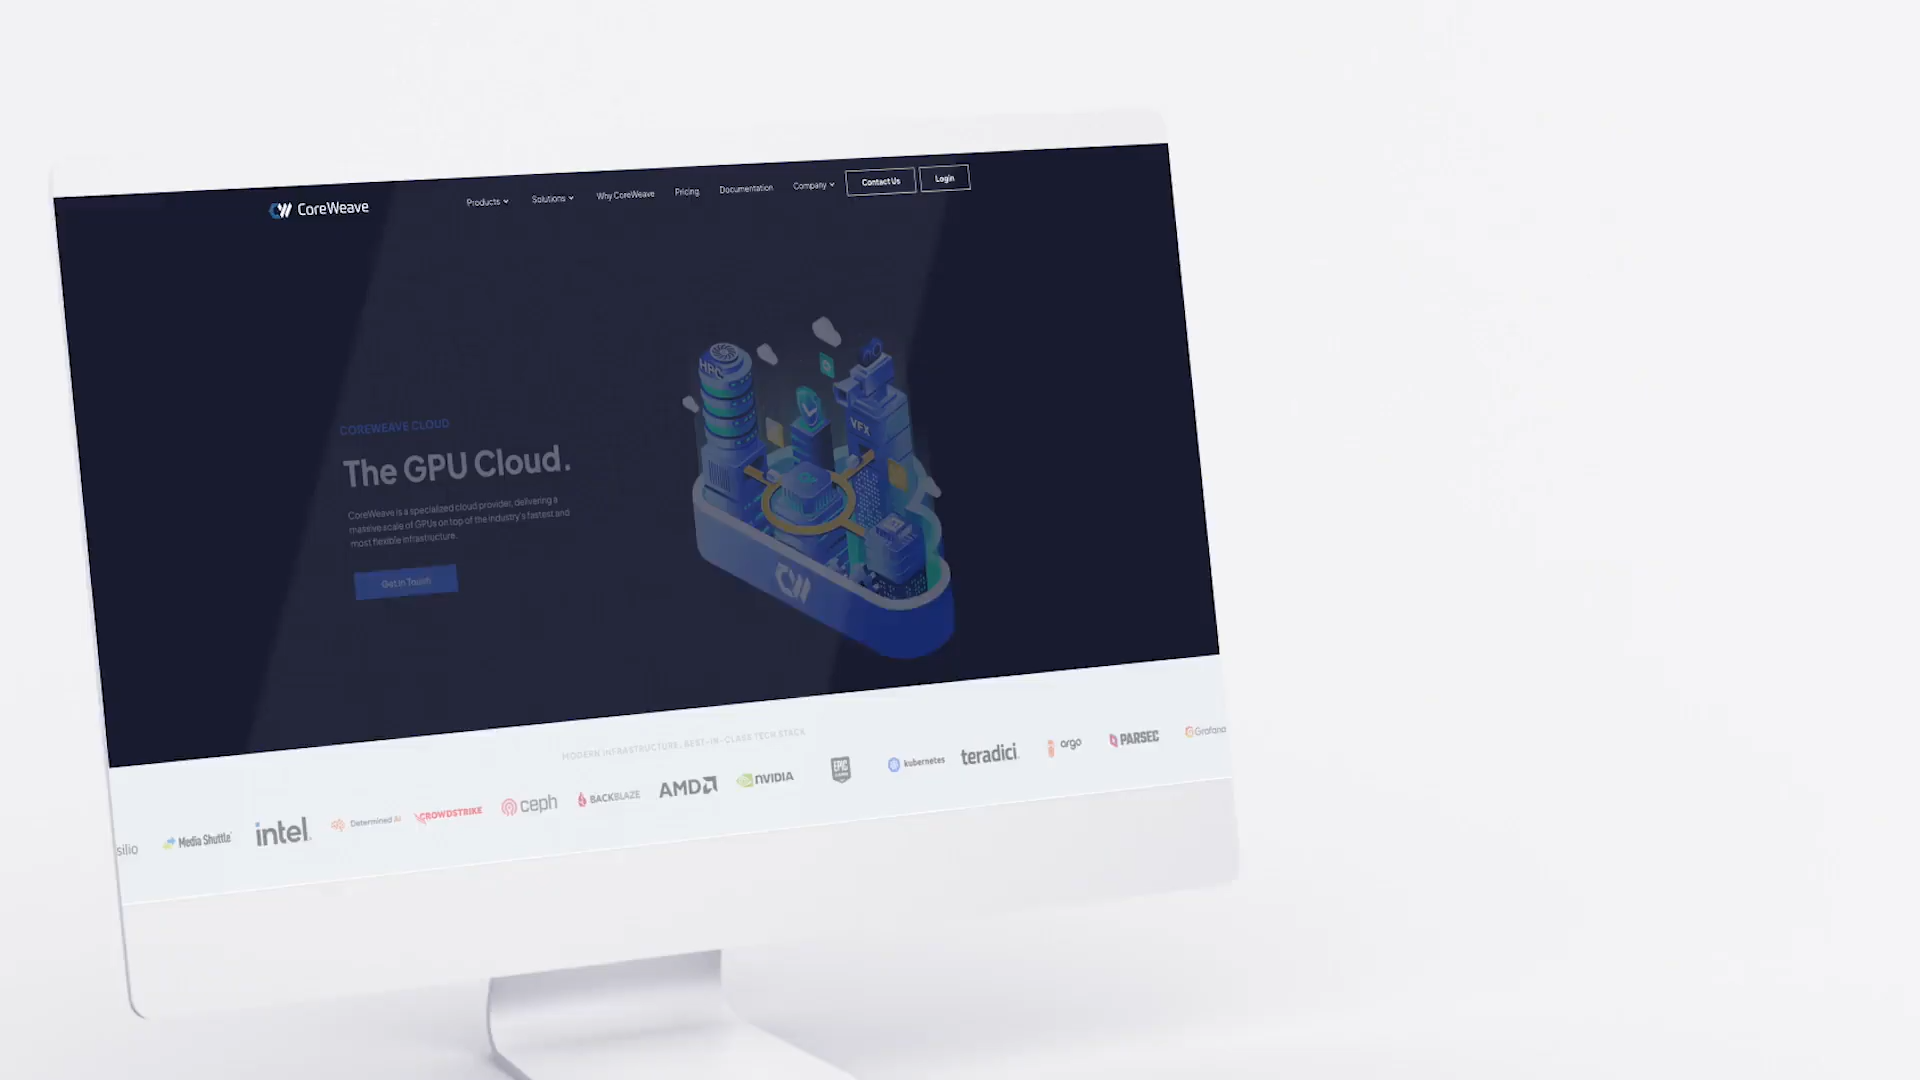 CoreWeave
Products
Solutions
Why CoreWeave
Pricing
Documentation
Company
Contact Us
Login
HPC
VFX
COREWEAVE CLOUD
The GPU Cloud.
CoreWeave is a specialized cloud provider, delivering a
massive scale of GPUs on top of the industry's fastest and
most flexible infrastructure.
Get in Touch
MODERN INFRASTRUCTURE, BEST-IN-CLASS TECH STACK
silio
Media Shuttle
intel.
Determined AI
CROWDSTRIKE
ceph
BACKBLAZE
AMD
NVIDIA
EPIC
GAMES
kubernetes
teradici
argo
PARSEC
Grafana